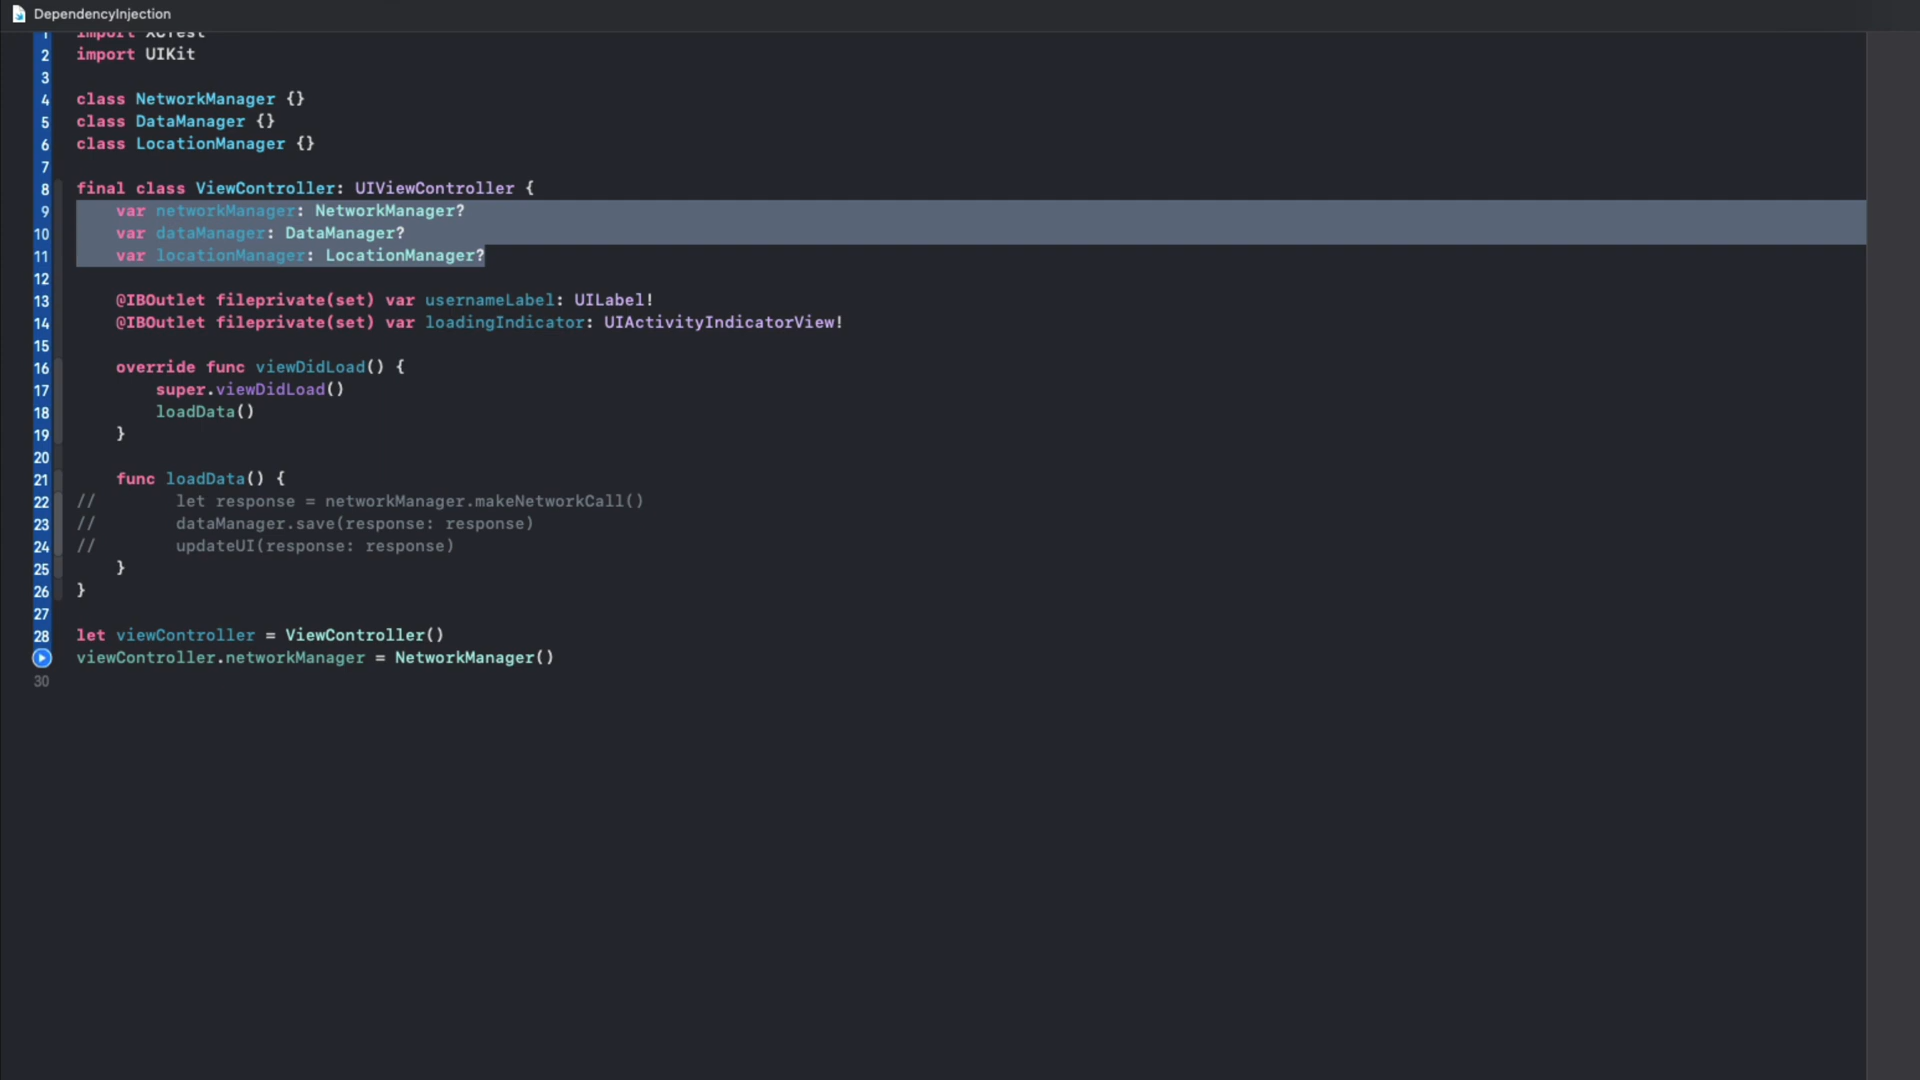 DependencyInjection
1 import XCTest
2 import UIKit
3
4 class NetworkManager {}
5 class DataManager {}
6 class LocationManager {}
7
8 final class ViewController: UIViewController {
9     var networkManager: NetworkManager?
10     var dataManager: DataManager?
11     var locationManager: LocationManager?
12
13     @IBOutlet fileprivate(set) var usernameLabel: UILabel!
14     @IBOutlet fileprivate(set) var loadingIndicator: UIActivityIndicatorView!
15
16     override func viewDidLoad() {
17         super.viewDidLoad()
18         loadData()
19     }
20
21     func loadData() {
22 //        let response = networkManager.makeNetworkCall()
23 //        dataManager.save(response: response)
24 //        updateUI(response: response)
25     }
26 }
27
28 let viewController = ViewController()
viewController.networkManager = NetworkManager()
30